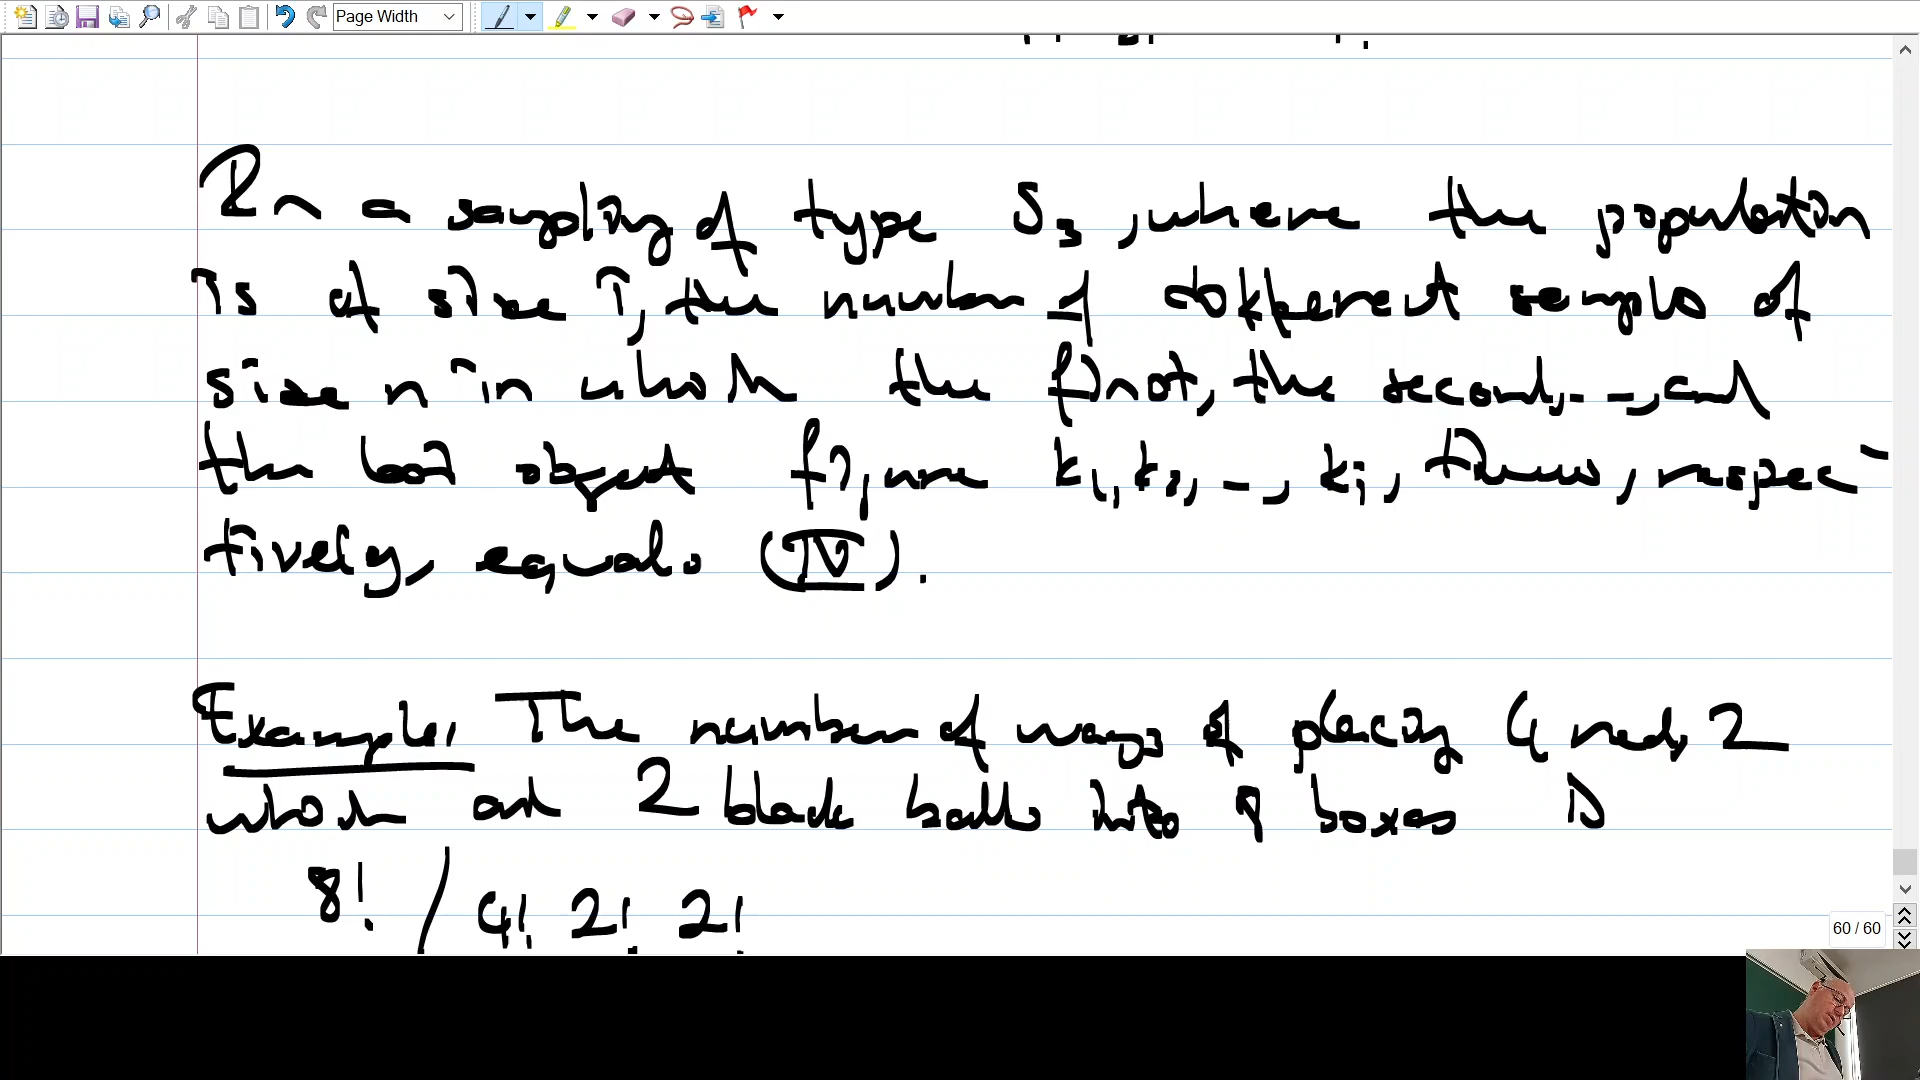 Page Width
In a sampling of type S3, where the population
is of size i, the number of different samples of
size n in which the first, the second, - -, and
the last object figure k1, k2, - -, ki, times, respec-
tively, equals (IV).
Example: The number of ways of placing 4 red, 2
white and 2 black balls into 8 boxes is
8! / 4! 2! 2!
60 / 60